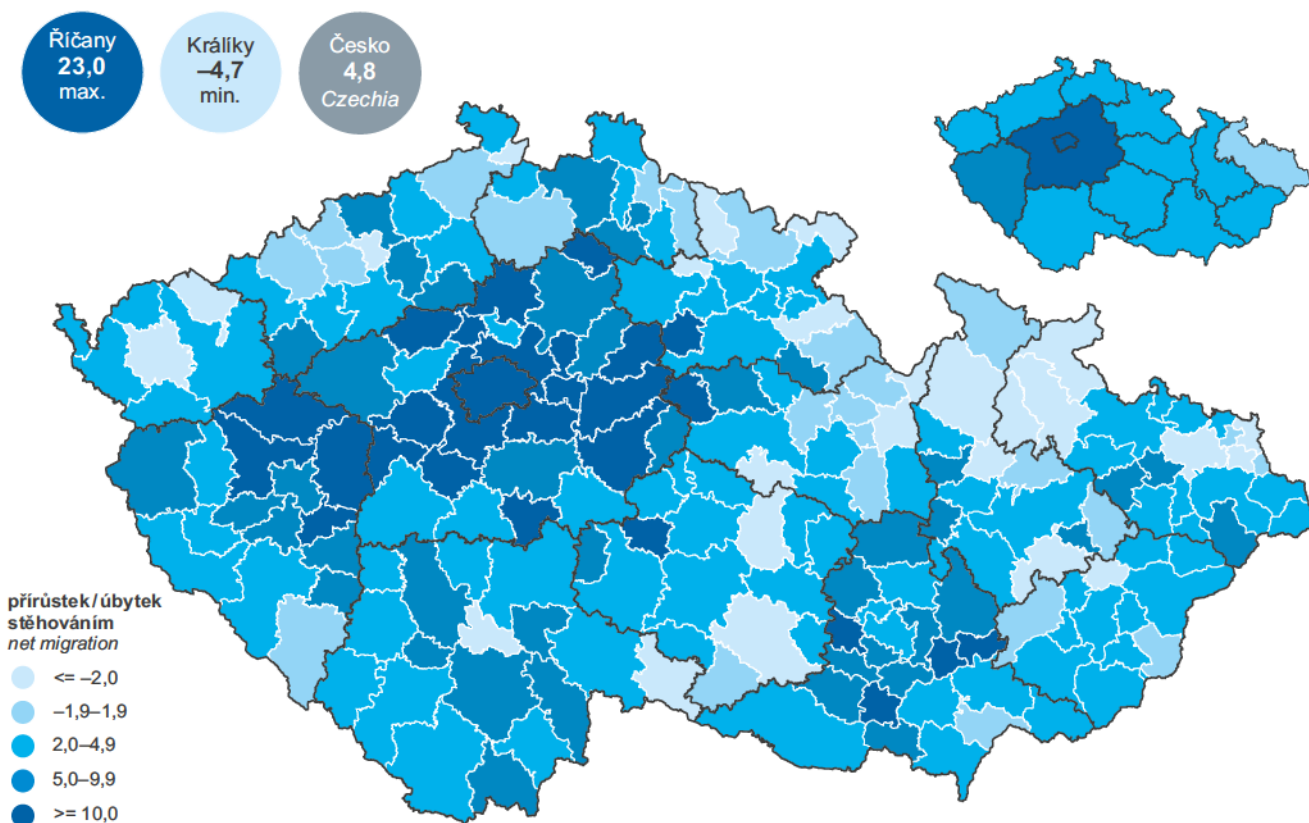 Říčany
23,0
max.
Králíky
–4,7
min.
Česko
4,8
Czechia
přírůstek/úbytek
stěhováním
net migration
<= –2,0
–1,9–1,9
2,0–4,9
5,0–9,9
>= 10,0